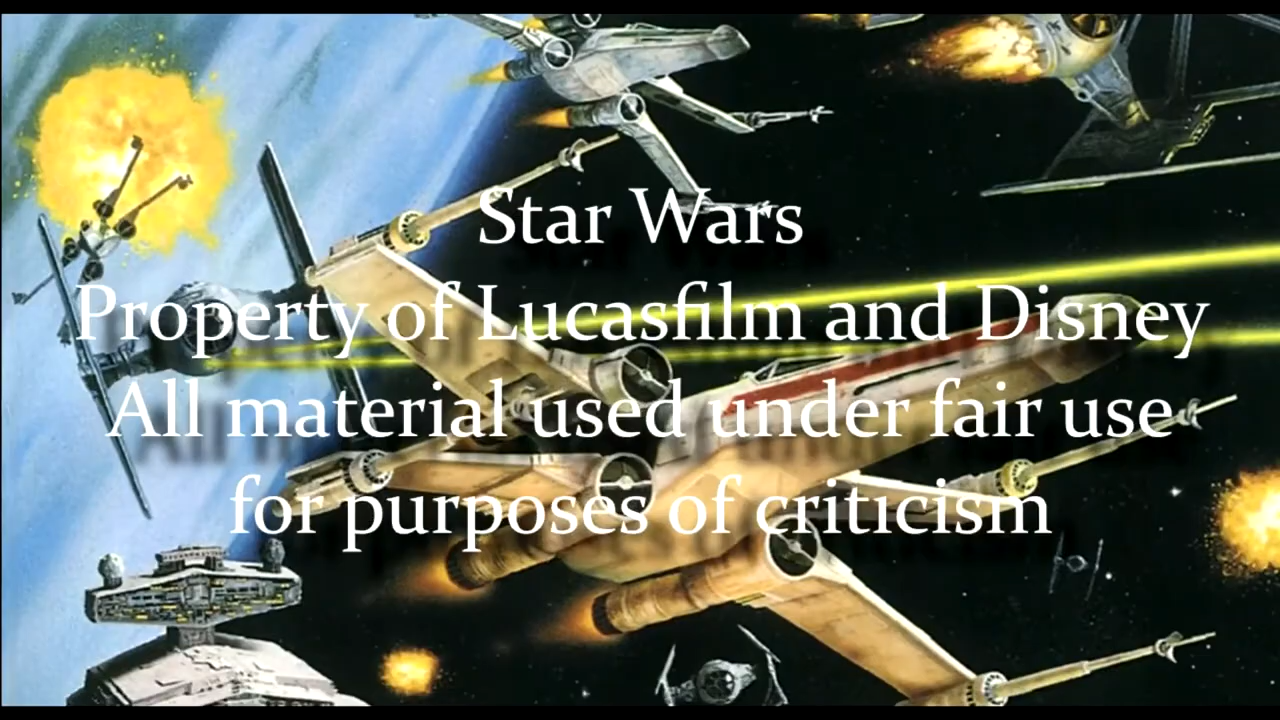 Star Wars
Property of Lucasfilm and Disney
All material used under fair use
for purposes of criticism